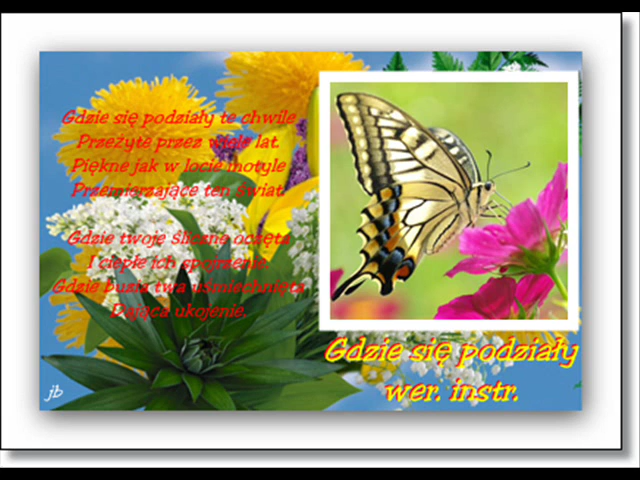 Gdzie się podziały te chwile
Przeżyte przez wiele lat.
Piękne jak w locie motyle
Przemierzające ten świat.
Gdzie twoje śliczne oczęta
I ciepłe ich spojrzenie.
Gdzie buzia twa uśmiechnięta
Dająca ukojenie.
Gdzie się podziały
wer. instr.
jb